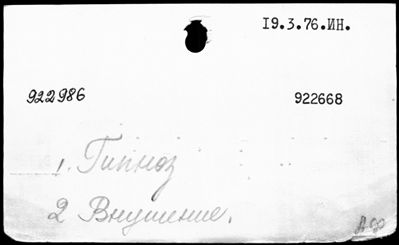 19.3.76.ИН.
922986 922668
1. Гипноз
2 Внушение.